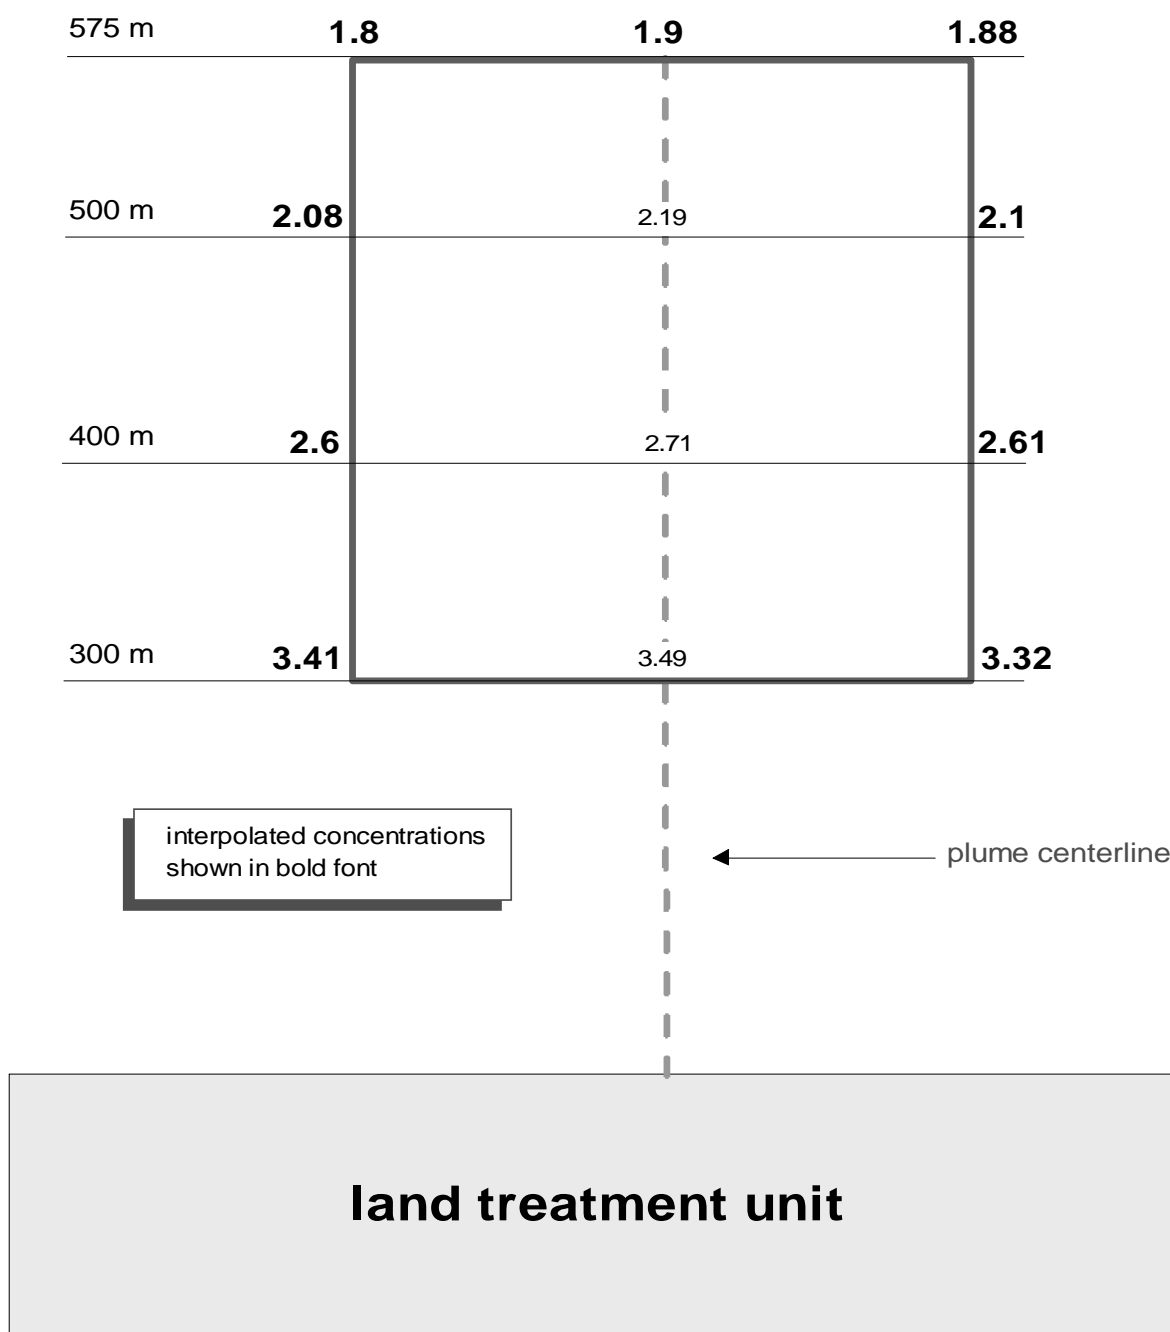 575 m 1.8 1.9 1.88
500 m 2.08 2.19 2.1
400 m 2.6 2.71 2.61
300 m 3.41 3.49 3.32
interpolated concentrations
shown in bold font
plume centerline
land treatment unit